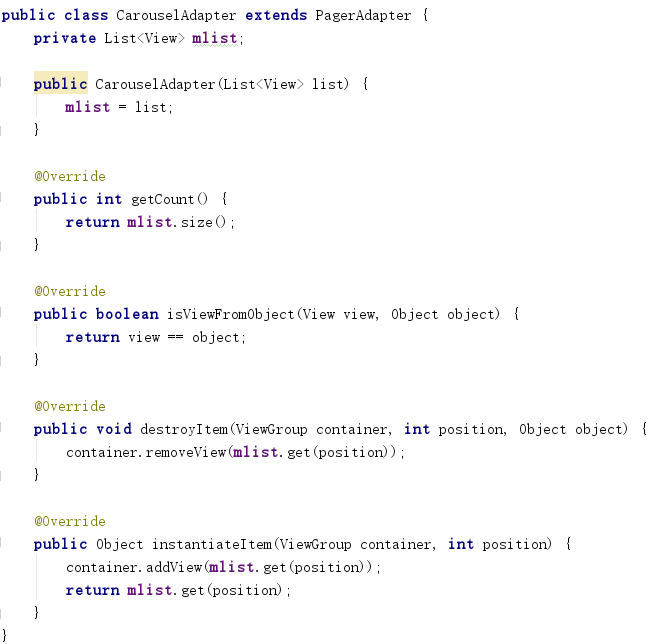 public class CarouselAdapter extends PagerAdapter {
    private List<View> mlist;

    public CarouselAdapter(List<View> list) {
        mlist = list;
    }

    @Override
    public int getCount() {
        return mlist.size();
    }

    @Override
    public boolean isViewFromObject(View view, Object object) {
        return view == object;
    }

    @Override
    public void destroyItem(ViewGroup container, int position, Object object) {
        container.removeView(mlist.get(position));
    }

    @Override
    public Object instantiateItem(ViewGroup container, int position) {
        container.addView(mlist.get(position));
        return mlist.get(position);
    }
}